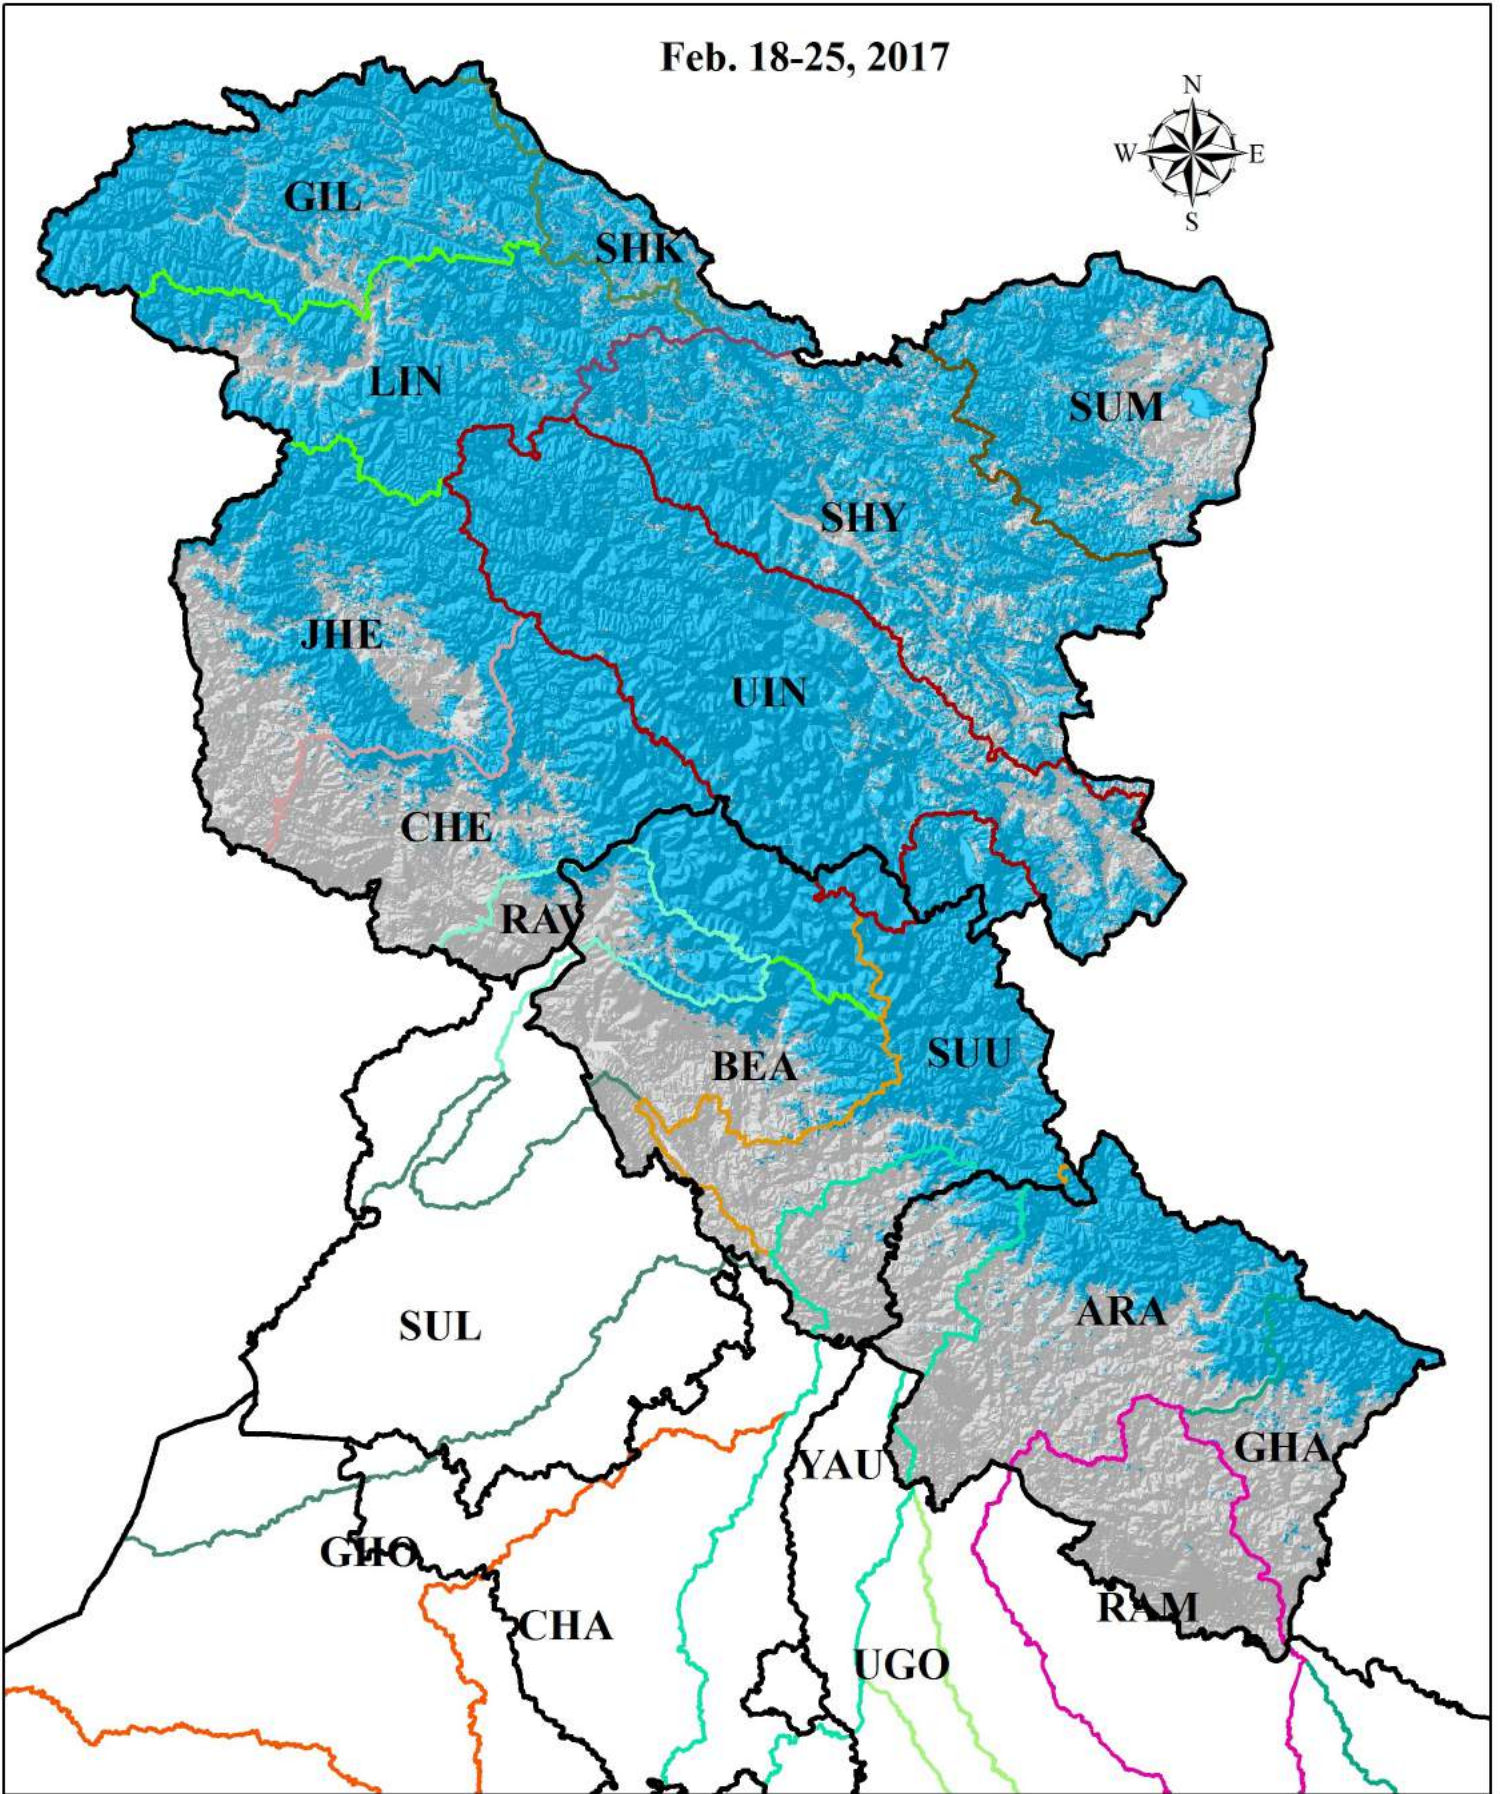 Feb. 18-25, 2017
N
W
E
S
GIL
SHK
LIN
SUM
SHY
JHE
UIN
CHE
RAV
BEA
SUU
ARA
SUL
GHA
YAU
GHO
RAM
CHA
UGO